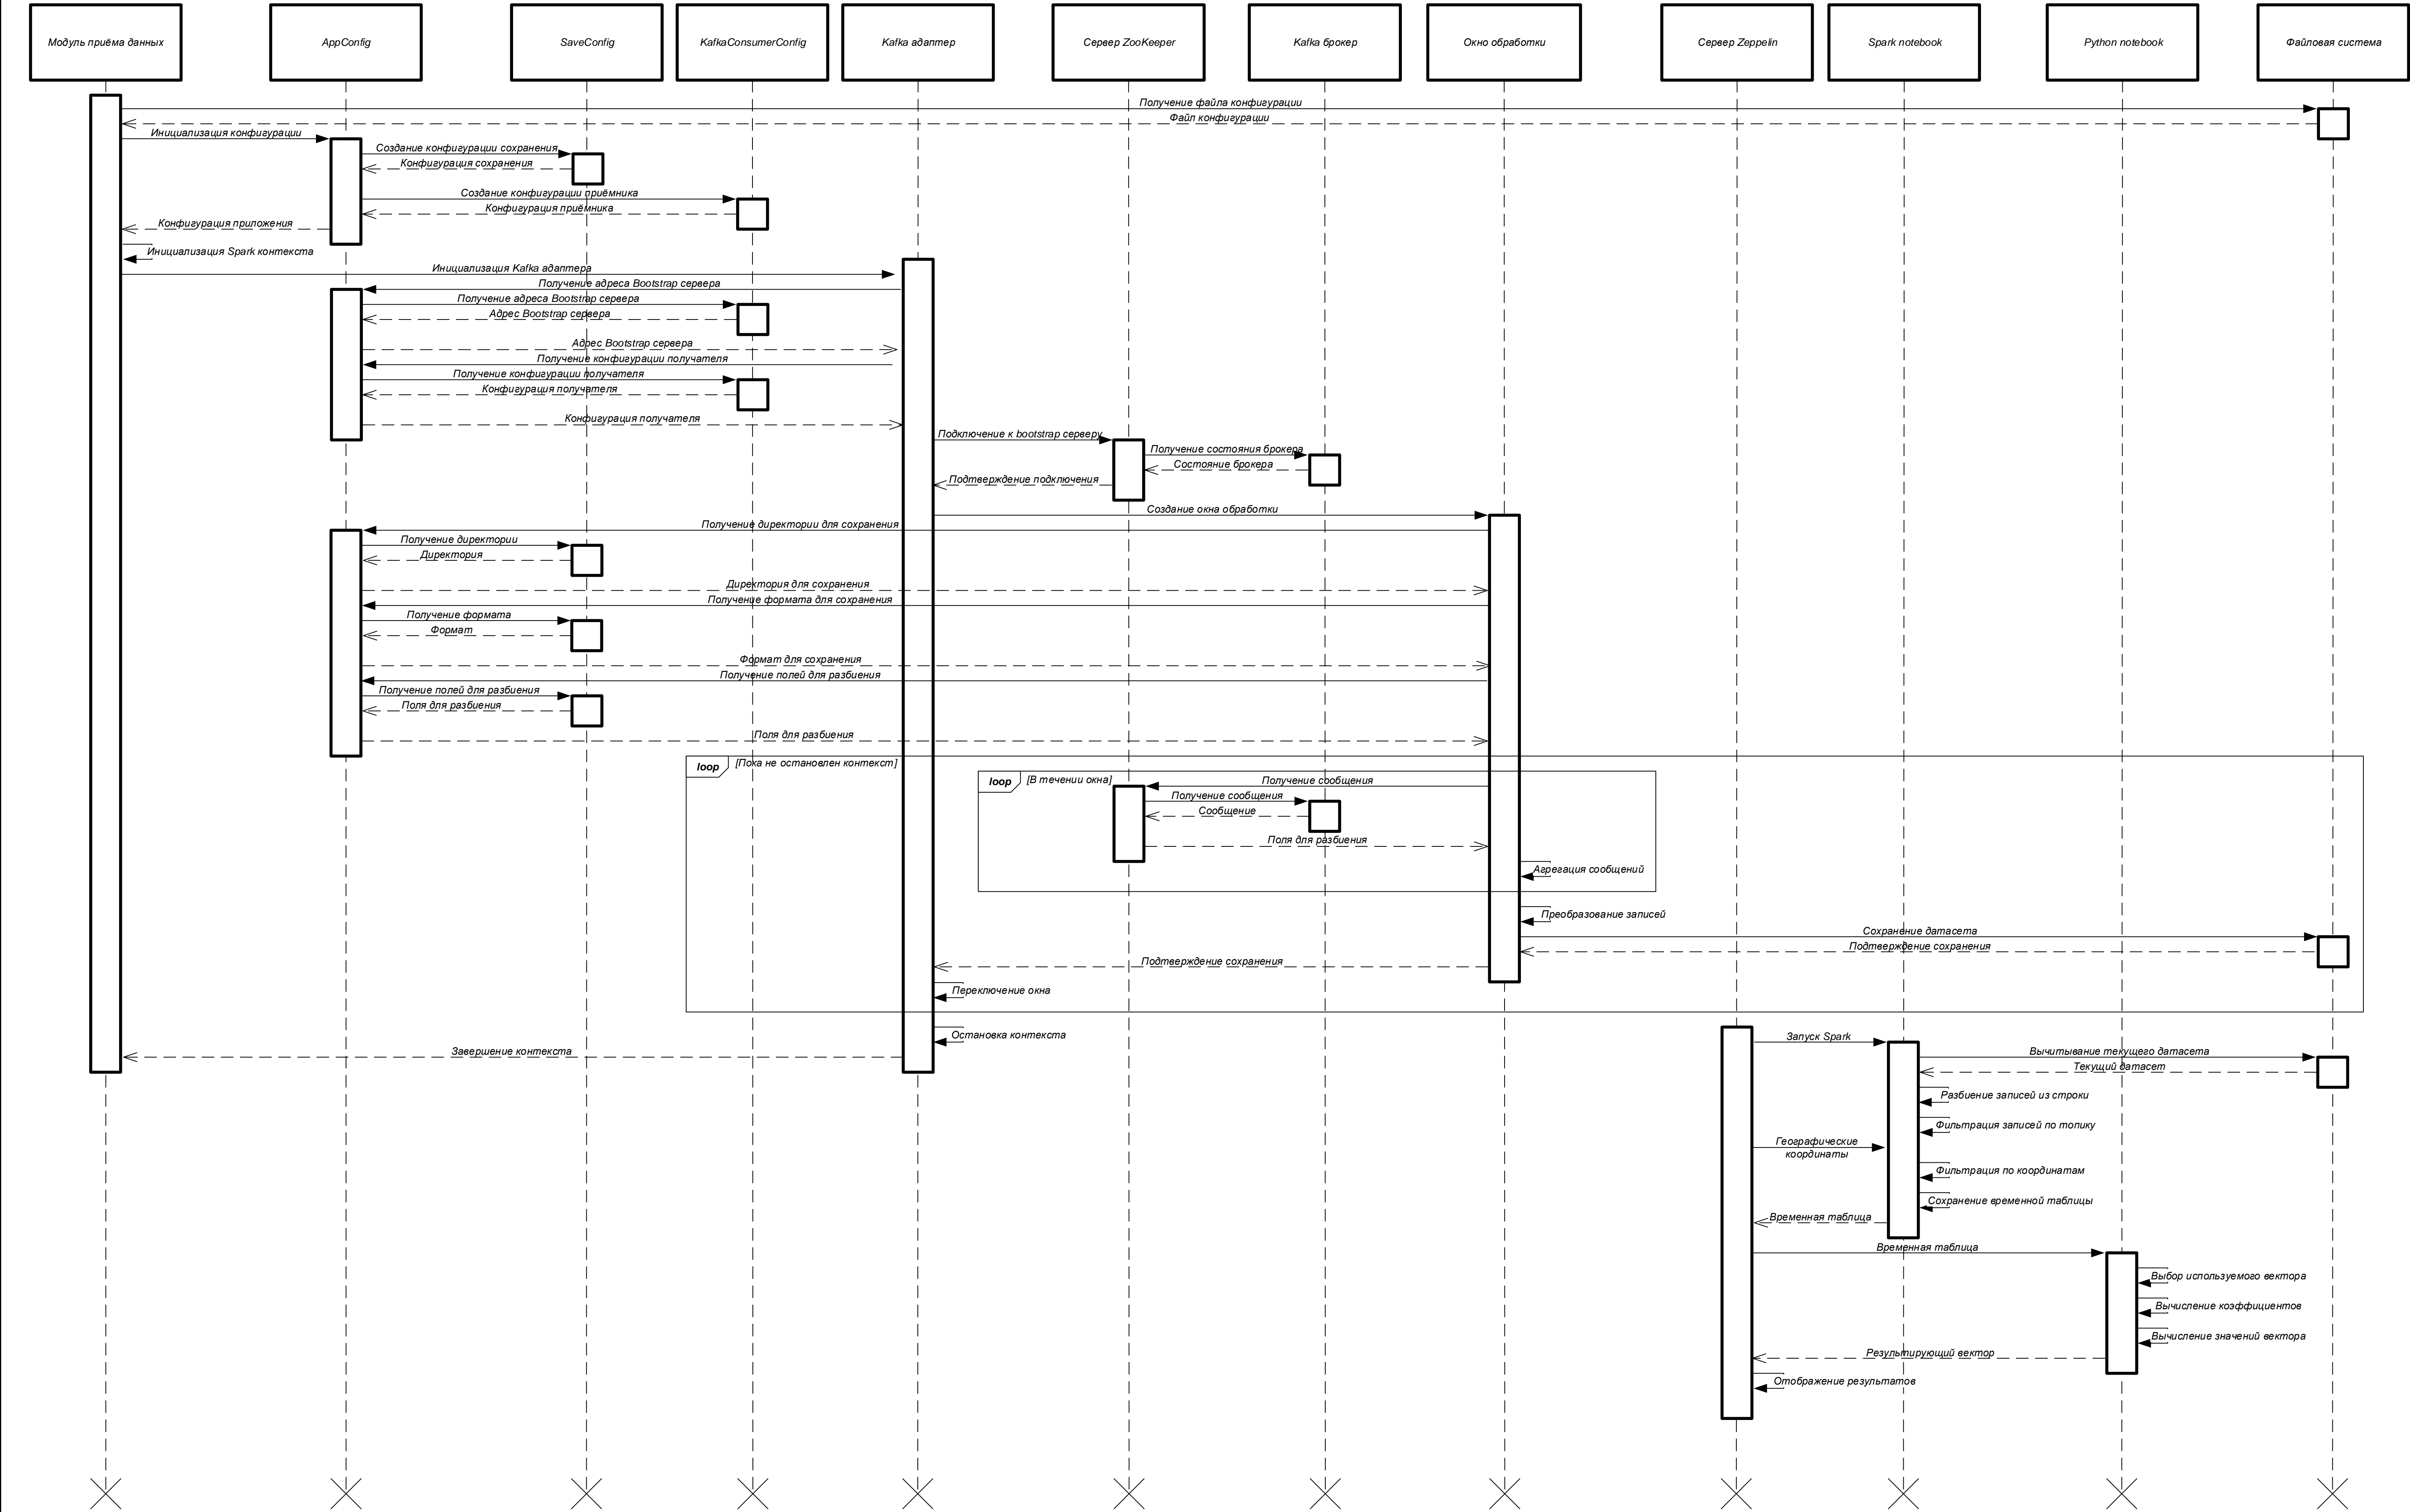 Модуль приёма данных
AppConfig
SaveConfig
KafkaConsumerConfig
Kafka адаптер
Сервер ZooKeeper
Kafka брокер
Окно обработки
Сервер Zeppelin
Spark notebook
Python notebook
Файловая система
Получение файла конфигурации
Файл конфигурации
Инициализация конфигурации
Создание конфигурации сохранения
Конфигурация сохранения
Создание конфигурации приёмника
Конфигурация приёмника
Конфигурация приложения
Инициализация Spark контекста
Инициализация Kafka адаптера
Получение адреса Bootstrap сервера
Получение адреса Bootstrap сервера
Адрес Bootstrap сервера
Адрес Bootstrap сервера
Получение конфигурации получателя
Получение конфигурации получателя
Конфигурация получателя
Конфигурация получателя
Подключение к bootstrap серверу
Получение состояния брокера
Состояние брокера
Подтверждение подключения
Создание окна обработки
Получение директории для сохранения
Получение директории
Директория
Директория для сохранения
Получение формата для сохранения
Получение формата
Формат
Формат для сохранения
Получение полей для разбиения
Получение полей для разбиения
Поля для разбиения
Поля для разбиения
loop [Пока не остановлен контекст]
loop [В течении окна]
Получение сообщения
Получение сообщения
Сообщение
Поля для разбиения
Агрегация сообщений
Преобразование записей
Сохранение датасета
Подтверждение сохранения
Подтверждение сохранения
Переключение окна
Остановка контекста
Завершение контекста
Запуск Spark
Вычитывание текущего датасета
Текущий датасет
Разбиение записей из строки
Фильтрация записей по топику
Географические
координаты
Фильтрация по координатам
Сохранение временной таблицы
Временная таблица
Временная таблица
Выбор используемого вектора
Вычисление коэффициентов
Вычисление значений вектора
Результирующий вектор
Отображение результатов